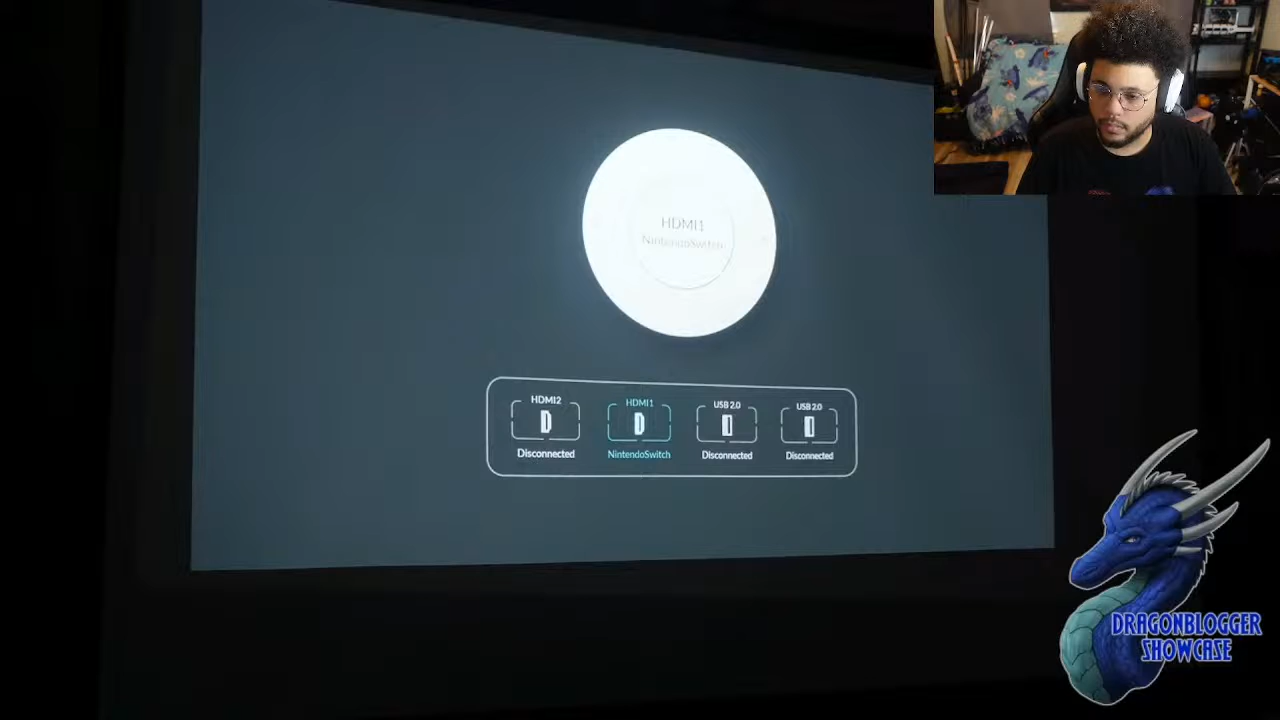 HDMI1
NintendoSwitch
HDMI2
HDMI1
USB 2.0
USB 2.0
Disconnected
NintendoSwitch
Disconnected
Disconnected
DRAGONBLOGGER
SHOWCASE